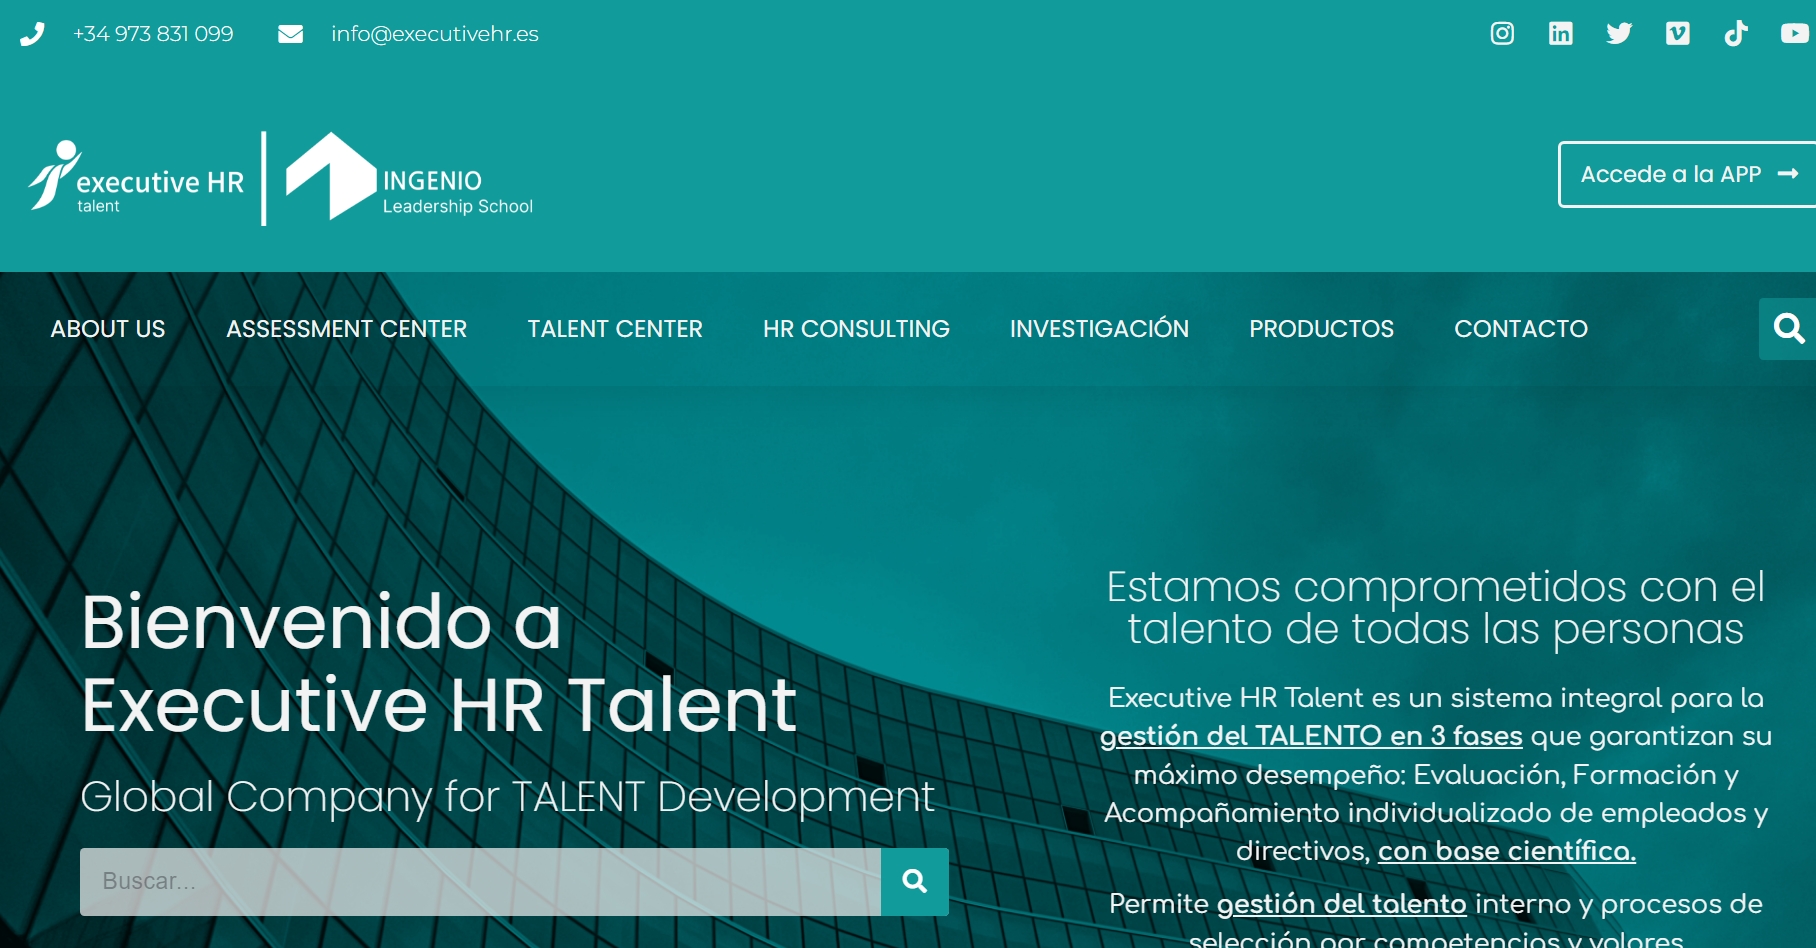 +34 973 831 099
info@executivehr.es
executive HR
talent
INGENIO
Leadership School
Accede a la APP
ABOUT US
ASSESSMENT CENTER
TALENT CENTER
HR CONSULTING
INVESTIGACIÓN
PRODUCTOS
CONTACTO
Bienvenido a
Executive HR Talent
Global Company for TALENT Development
Buscar...
Estamos comprometidos con el
talento de todas las personas
Executive HR Talent es un sistema integral para la
gestión del TALENTO en 3 fases que garantizan su
máximo desempeño: Evaluación, Formación y
Acompañamiento individualizado de empleados y
directivos, con base científica.
Permite gestión del talento interno y procesos de
selección por competencias y valores